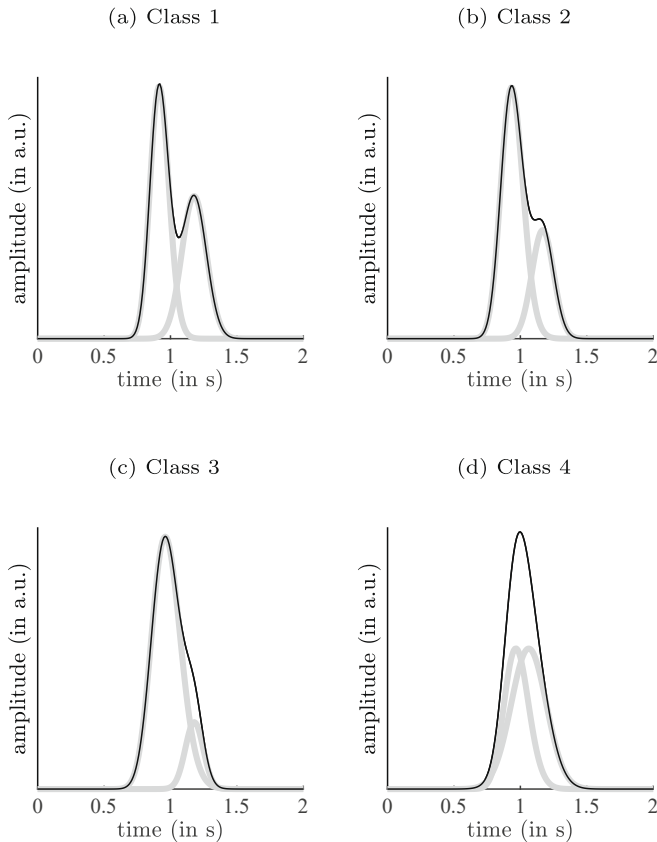 (a) Class 1
amplitude (in a.u.)
0 0.5 1 1.5 2
time (in s)
(b) Class 2
amplitude (in a.u.)
0 0.5 1 1.5 2
time (in s)
(c) Class 3
amplitude (in a.u.)
0 0.5 1 1.5 2
time (in s)
(d) Class 4
amplitude (in a.u.)
0 0.5 1 1.5 2
time (in s)